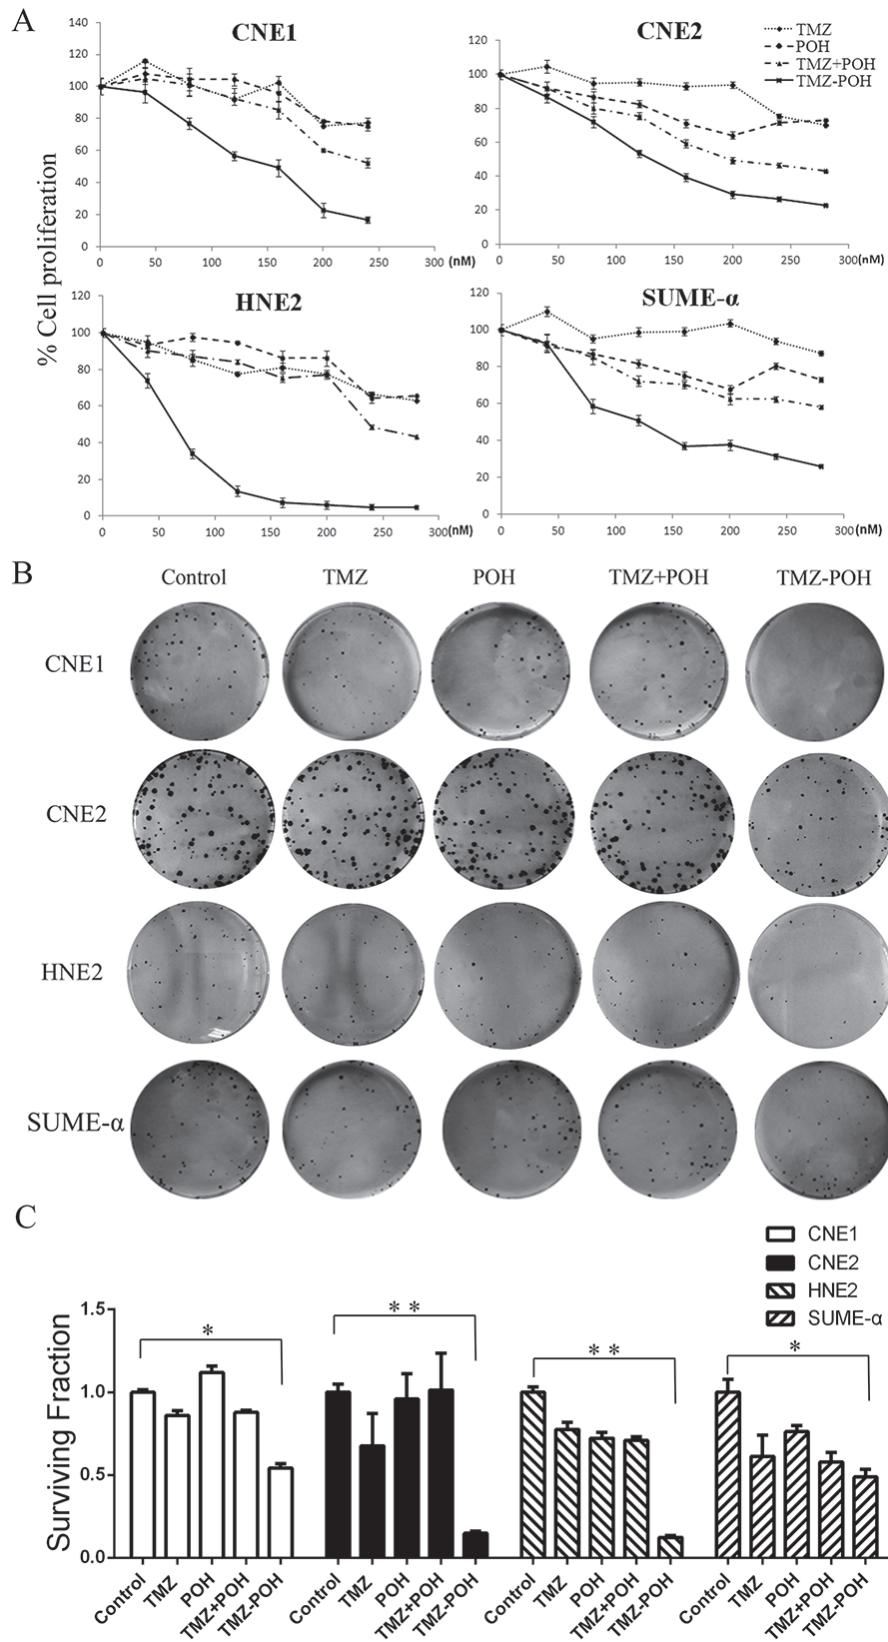 A
% Cell proliferation
CNE1
140
120
100
80
60
40
20
0
0 50 100 150 200 250 300 (nM)
CNE2
TMZ
POH
TMZ+POH
TMZ-POH
120
100
80
60
40
20
0
0 50 100 150 200 250 300(nM)
HNE2
120
100
80
60
40
20
0
0 50 100 150 200 250 300(nM)
SUME-α
120
100
80
60
40
20
0
0 50 100 150 200 250 300(nM)
B
Control TMZ POH TMZ+POH TMZ-POH
CNE1
CNE2
HNE2
SUME-α
C
CNE1
CNE2
HNE2
SUME-α
Surviving Fraction
1.5
1.0
0.5
0.0
* ** ** *
Control TMZ POH TMZ+POH TMZ-POH Control TMZ POH TMZ+POH TMZ-POH Control TMZ POH TMZ+POH TMZ-POH Control TMZ POH TMZ+POH TMZ-POH